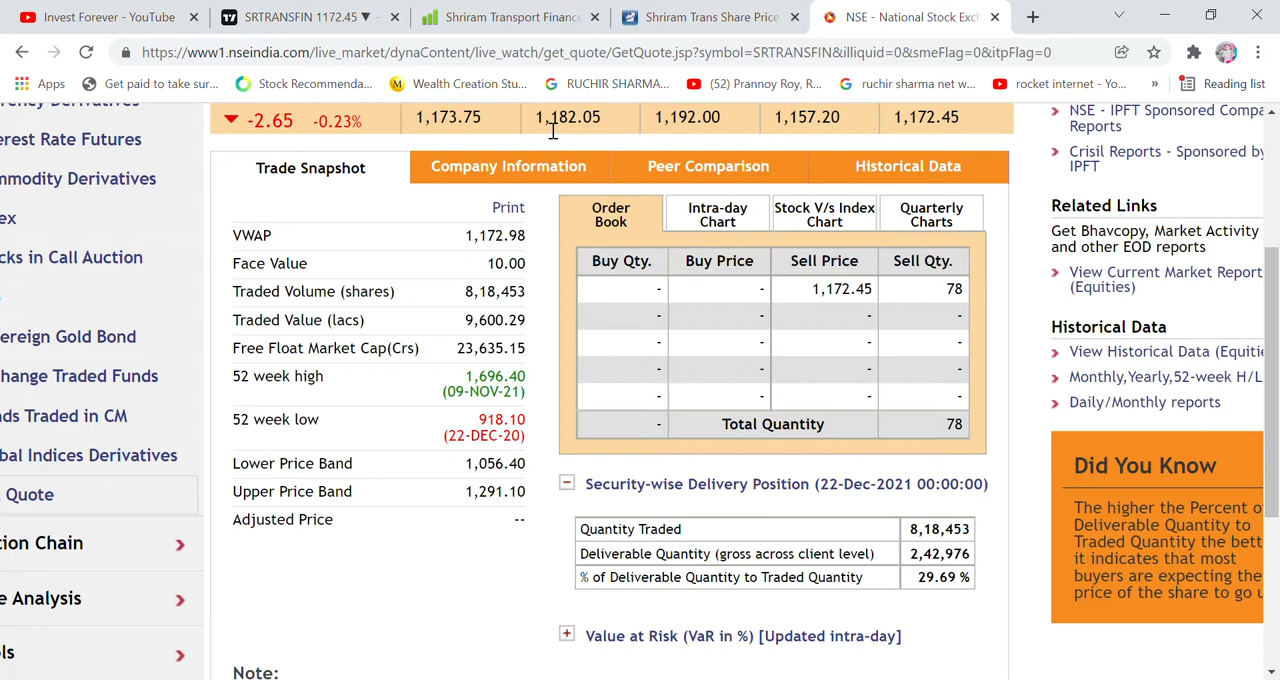 Invest Forever - YouTube
SRTRANSFIN 1172.45 ▼
Shriram Transport Finance
Shriram Trans Share Price
NSE - National Stock Exch
https://www1.nseindia.com/live_market/dynaContent/live_watch/get_quote/GetQuote.jsp?symbol=SRTRANSFIN&illiquid=0&smeFlag=0&itpFlag=0
Apps
Get paid to take sur...
Stock Recommenda...
Wealth Creation Stu...
RUCHIR SHARMA...
(52) Prannoy Roy, R...
ruchir sharma net w...
rocket internet - Yo...
»
Reading list
rrency Derivatives
erest Rate Futures
mmodity Derivatives
ex
cks in Call Auction
ereign Gold Bond
change Traded Funds
ds Traded in CM
bal Indices Derivatives
Quote
tion Chain
e Analysis
ls
▼ -2.65 -0.23% 1,173.75 1,182.05 1,192.00 1,157.20 1,172.45
Trade Snapshot
Company Information
Peer Comparison
Historical Data
Print
VWAP 1,172.98
Face Value 10.00
Traded Volume (shares) 8,18,453
Traded Value (lacs) 9,600.29
Free Float Market Cap(Crs) 23,635.15
52 week high 1,696.40
(09-NOV-21)
52 week low 918.10
(22-DEC-20)
Lower Price Band 1,056.40
Upper Price Band 1,291.10
Adjusted Price --
Order
Book
Intra-day
Chart
Stock V/s Index
Chart
Quarterly
Charts
Buy Qty. Buy Price Sell Price Sell Qty.
- - 1,172.45 78
- - - -
- - - -
- - - -
- - - -
- Total Quantity 78
Security-wise Delivery Position (22-Dec-2021 00:00:00)
Quantity Traded 8,18,453
Deliverable Quantity (gross across client level) 2,42,976
% of Deliverable Quantity to Traded Quantity 29.69 %
Value at Risk (VaR in %) [Updated intra-day]
Note:
NSE - IPFT Sponsored Compa
Reports
Crisil Reports - Sponsored by
IPFT
Related Links
Get Bhavcopy, Market Activity
and other EOD reports
View Current Market Report
(Equities)
Historical Data
View Historical Data (Equitie
Monthly,Yearly,52-week H/L
Daily/Monthly reports
Did You Know
The higher the Percent o
Deliverable Quantity to
Traded Quantity the bett
it indicates that most
buyers are expecting the
price of the share to go u